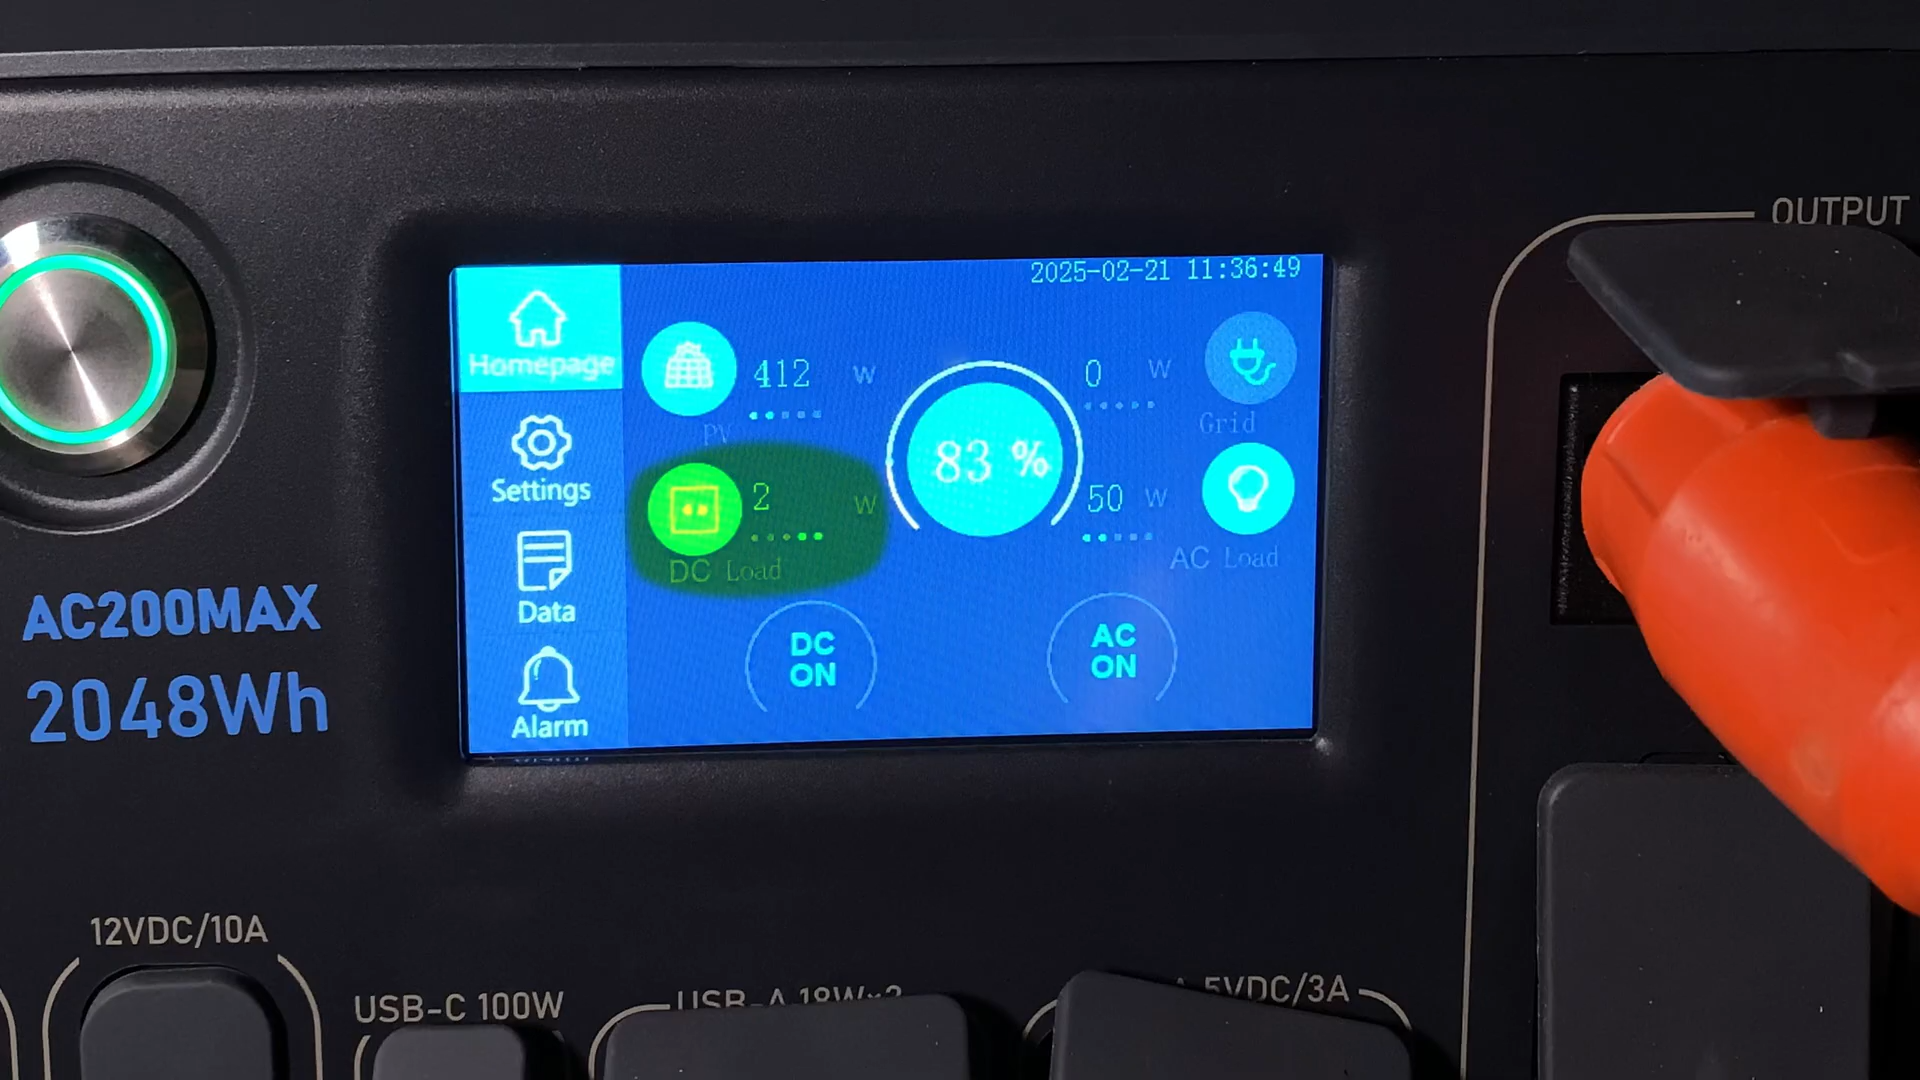 OUTPUT
2025-02-21 11:36:49
Homepage
412 W
0 W
PV
Grid
83 %
Settings
2 W
50 W
DC Load
AC Load
Data
DC
ON
AC
ON
Alarm
AC200MAX
2048Wh
12VDC/10A
USB-C 100W
USB-A 18W×2
5VDC/3A